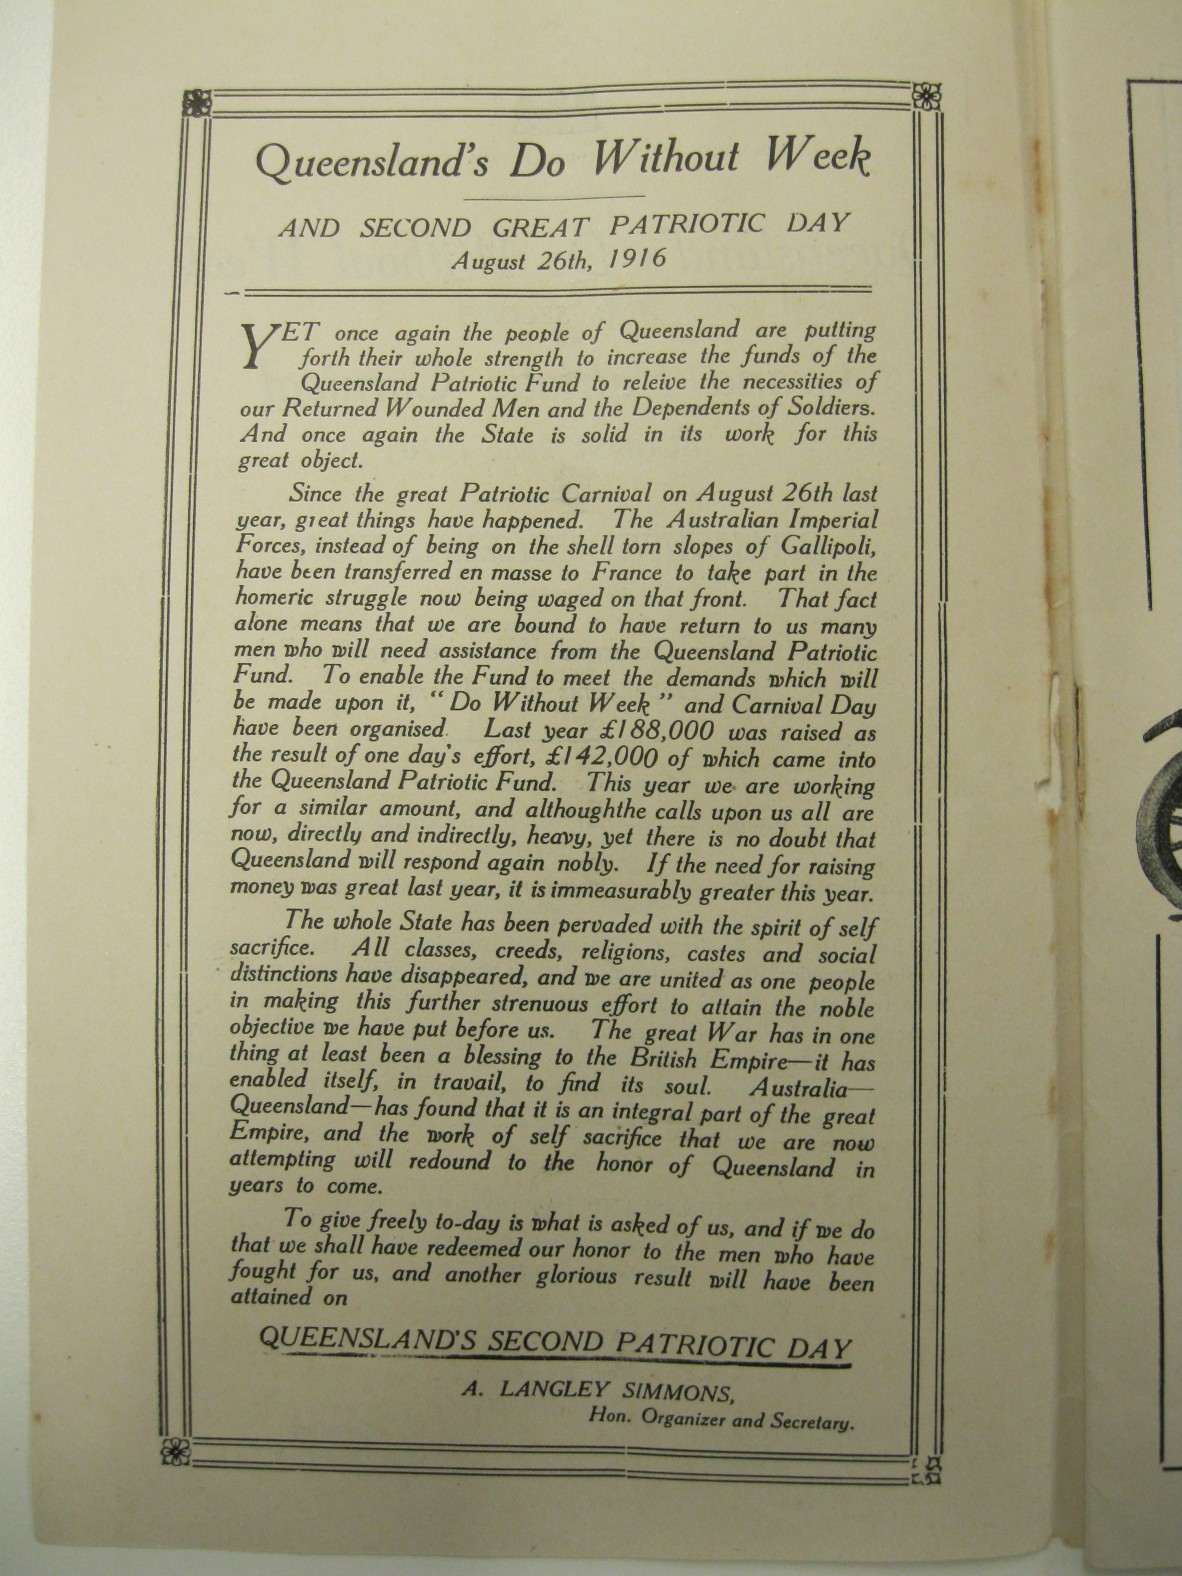 Queensland's Do Without Week
AND SECOND GREAT PATRIOTIC DAY
August 26th, 1916
YET once again the people of Queensland are putting
forth their whole strength to increase the funds of the
Queensland Patriotic Fund to releive the necessities of
our Returned Wounded Men and the Dependents of Soldiers.
And once again the State is solid in its work for this
great object.
Since the great Patriotic Carnival on August 26th last
year, great things have happened. The Australian Imperial
Forces, instead of being on the shell torn slopes of Gallipoli,
have been transferred en masse to France to take part in the
homeric struggle now being waged on that front. That fact
alone means that we are bound to have return to us many
men who will need assistance from the Queensland Patriotic
Fund. To enable the Fund to meet the demands which will
be made upon it, "Do Without Week" and Carnival Day
have been organised. Last year £188,000 was raised as
the result of one day's effort, £142,000 of which came into
the Queensland Patriotic Fund. This year we are working
for a similar amount, and althoughthe calls upon us all are
now, directly and indirectly, heavy, yet there is no doubt that
Queensland will respond again nobly. If the need for raising
money was great last year, it is immeasurably greater this year.
The whole State has been pervaded with the spirit of self
sacrifice. All classes, creeds, religions, castes and social
distinctions have disappeared, and we are united as one people
in making this further strenuous effort to attain the noble
objective we have put before us. The great War has in one
thing at least been a blessing to the British Empire—it has
enabled itself, in travail, to find its soul. Australia—
Queensland—has found that it is an integral part of the great
Empire, and the work of self sacrifice that we are now
attempting will redound to the honor of Queensland in
years to come.
To give freely to-day is what is asked of us, and if we do
that we shall have redeemed our honor to the men who have
fought for us, and another glorious result will have been
attained on
QUEENSLAND'S SECOND PATRIOTIC DAY
A. LANGLEY SIMMONS,
Hon. Organizer and Secretary.